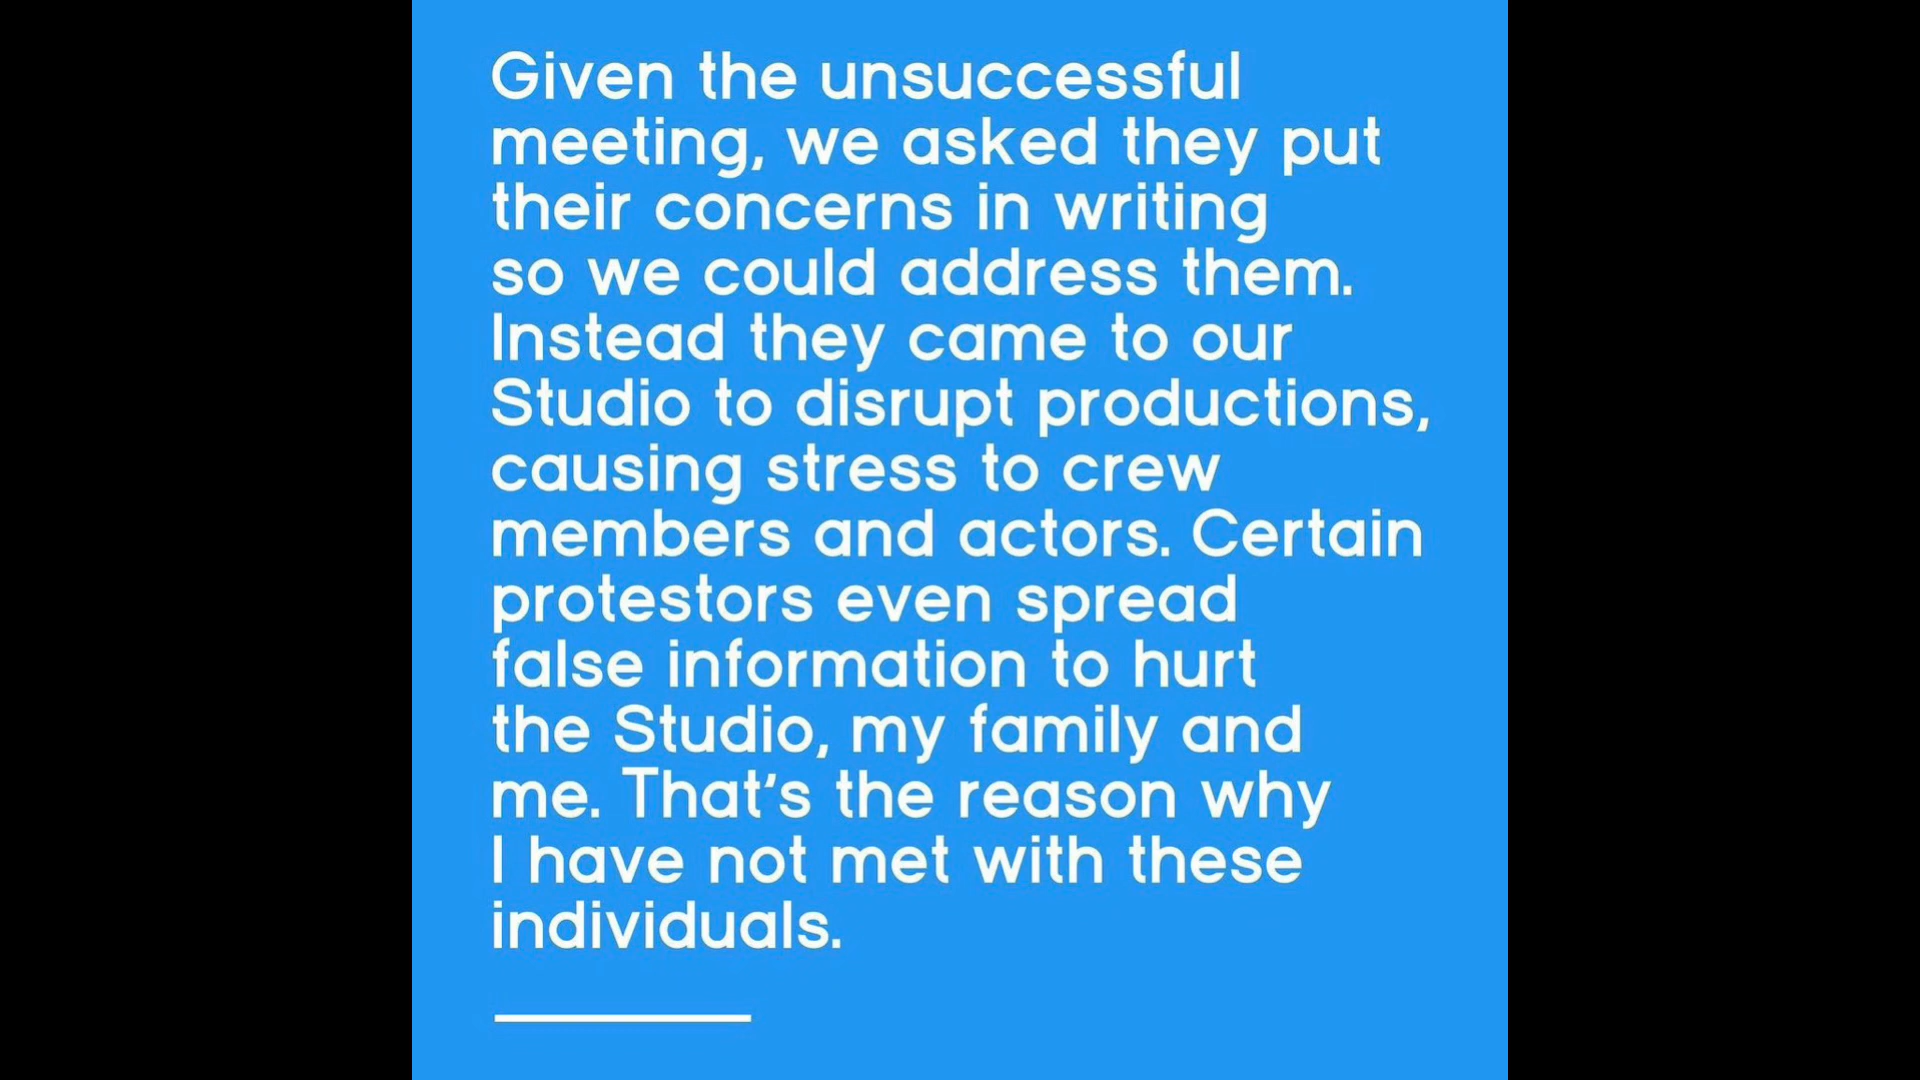 Given the unsuccessful
meeting, we asked they put
their concerns in writing
so we could address them.
Instead they came to our
Studio to disrupt productions,
causing stress to crew
members and actors. Certain
protestors even spread
false information to hurt
the Studio, my family and
me. That's the reason why
I have not met with these
individuals.